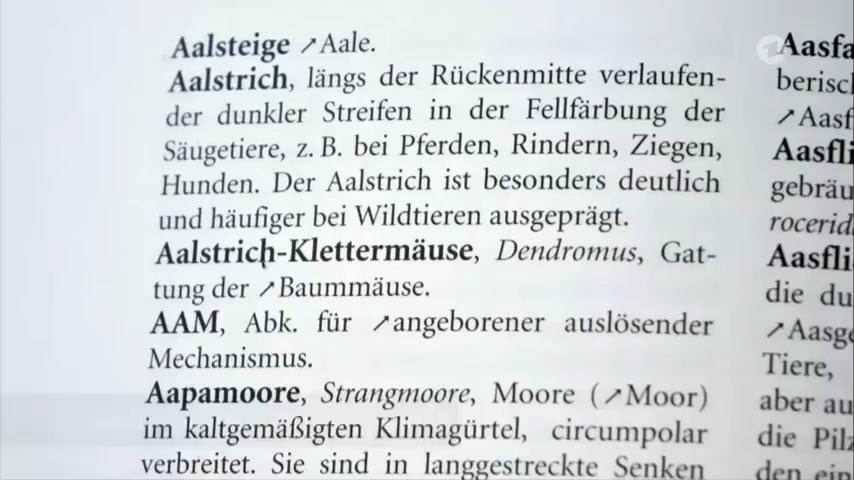 Aalsteige ↗Aale.
Aalstrich, längs der Rückenmitte verlaufen-
der dunkler Streifen in der Fellfärbung der
Säugetiere, z. B. bei Pferden, Rindern, Ziegen,
Hunden. Der Aalstrich ist besonders deutlich
und häufiger bei Wildtieren ausgeprägt.
Aalstrich-Klettermäuse, Dendromus, Gat-
tung der ↗Baummäuse.
AAM, Abk. für ↗angeborener auslösender
Mechanismus.
Aapamoore, Strangmoore, Moore (↗Moor)
im kaltgemäßigten Klimagürtel, circumpolar
verbreitet. Sie sind in langgestreckte Senken
Aasfa
berisch
↗Aasf
Aasfli
gebräu
rocerid
Aasfli
die du
↗Aasge
Tiere,
aber au
die Pilz
den ein